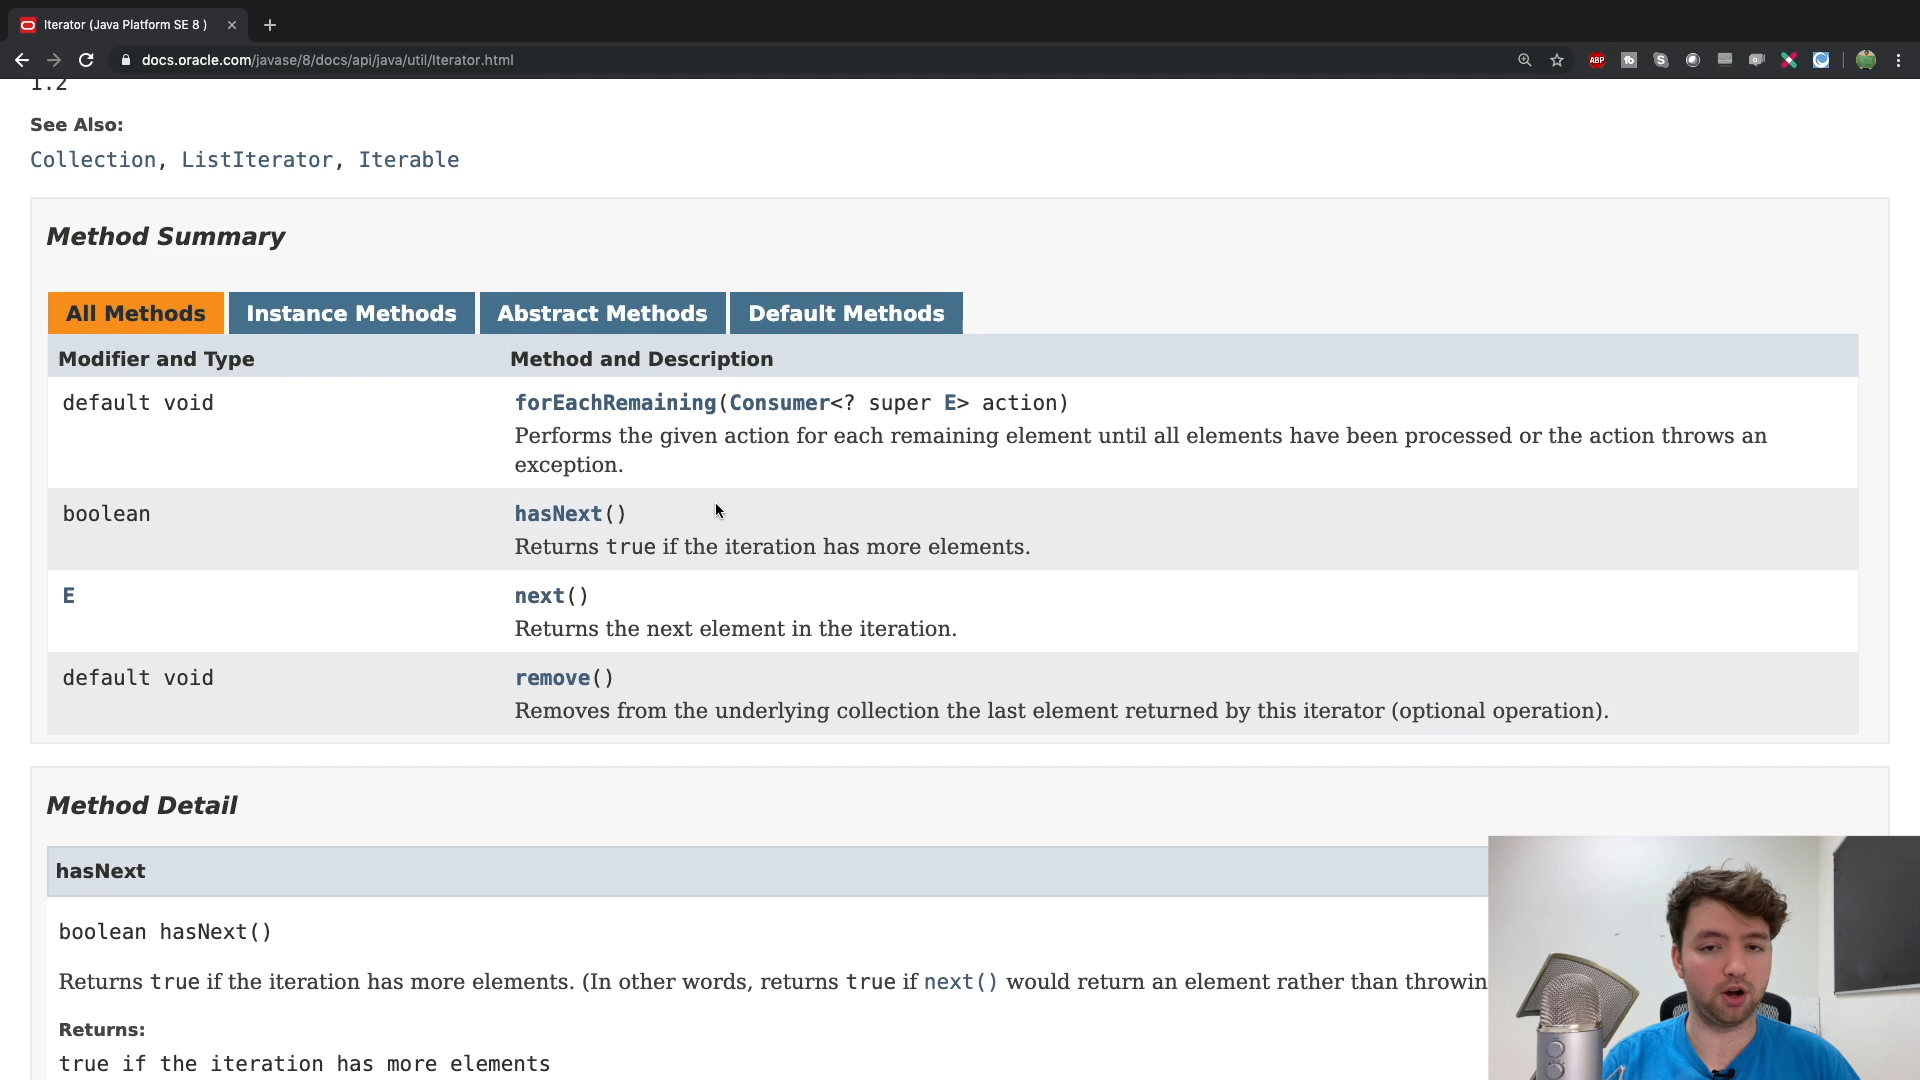 Iterator (Java Platform SE 8 )
docs.oracle.com/javase/8/docs/api/java/util/Iterator.html
ABP
1.2
See Also:
Collection, ListIterator, Iterable
Method Summary
All Methods Instance Methods Abstract Methods Default Methods
Modifier and Type Method and Description
default void forEachRemaining(Consumer<? super E> action)
Performs the given action for each remaining element until all elements have been processed or the action throws an
exception.
boolean hasNext()
Returns true if the iteration has more elements.
E next()
Returns the next element in the iteration.
default void remove()
Removes from the underlying collection the last element returned by this iterator (optional operation).
Method Detail
hasNext
boolean hasNext()
Returns true if the iteration has more elements. (In other words, returns true if next() would return an element rather than throwin
Returns:
true if the iteration has more elements